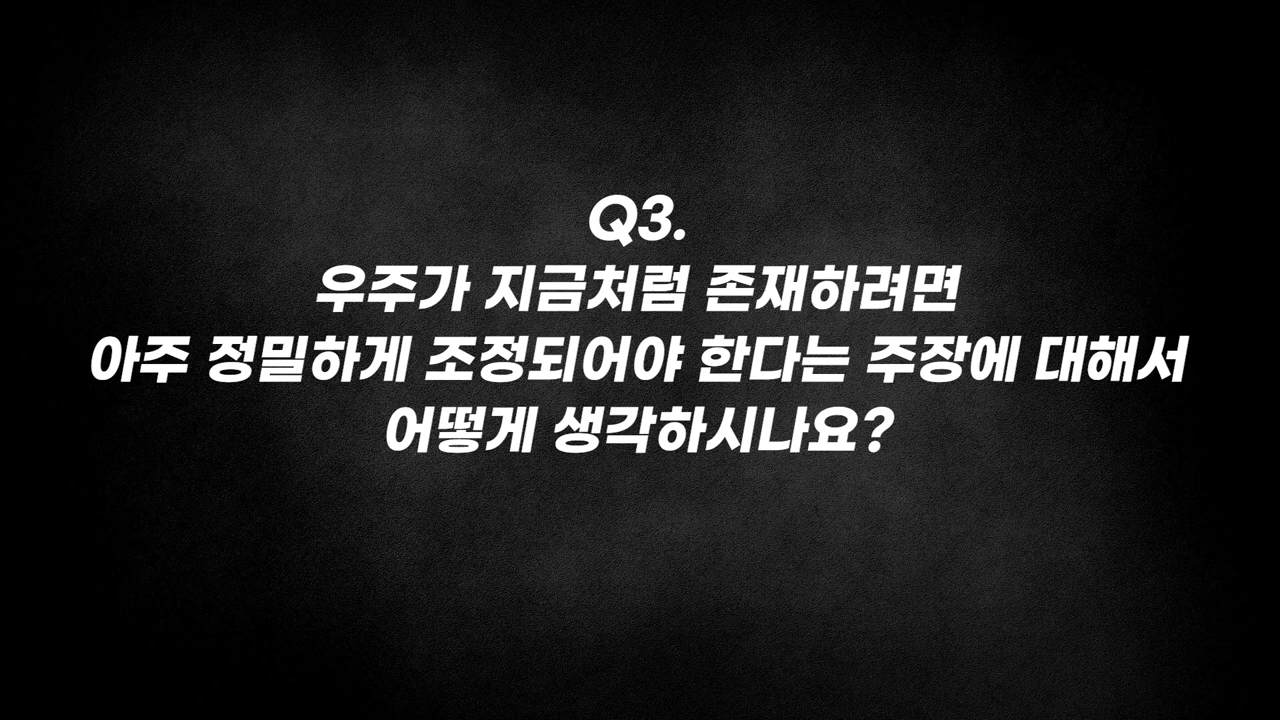 Q3.
우주가 지금처럼 존재하려면
아주 정밀하게 조정되어야 한다는 주장에 대해서
어떻게 생각하시나요?